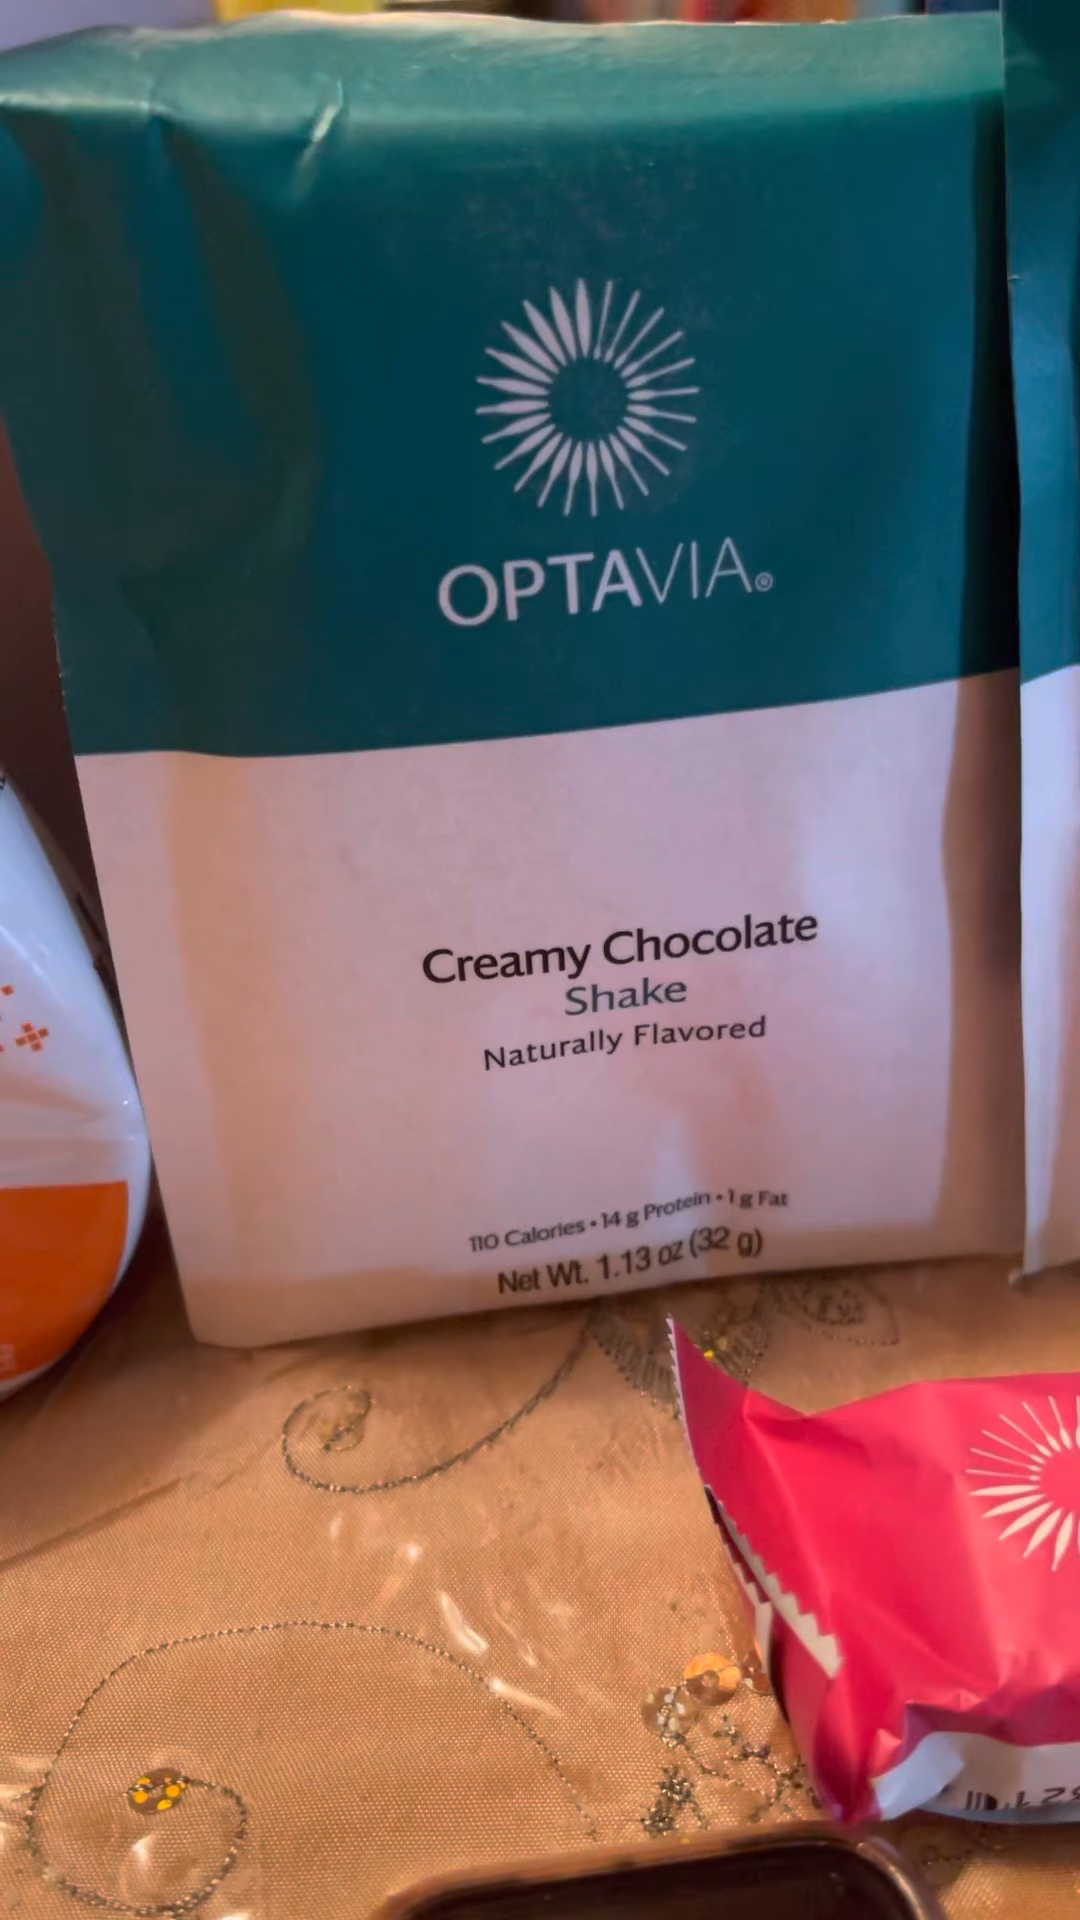 OPTAVIA®
Creamy Chocolate
Shake
Naturally Flavored
110 Calories • 14 g Protein • 1 g Fat
Net Wt. 1.13 oz (32 g)